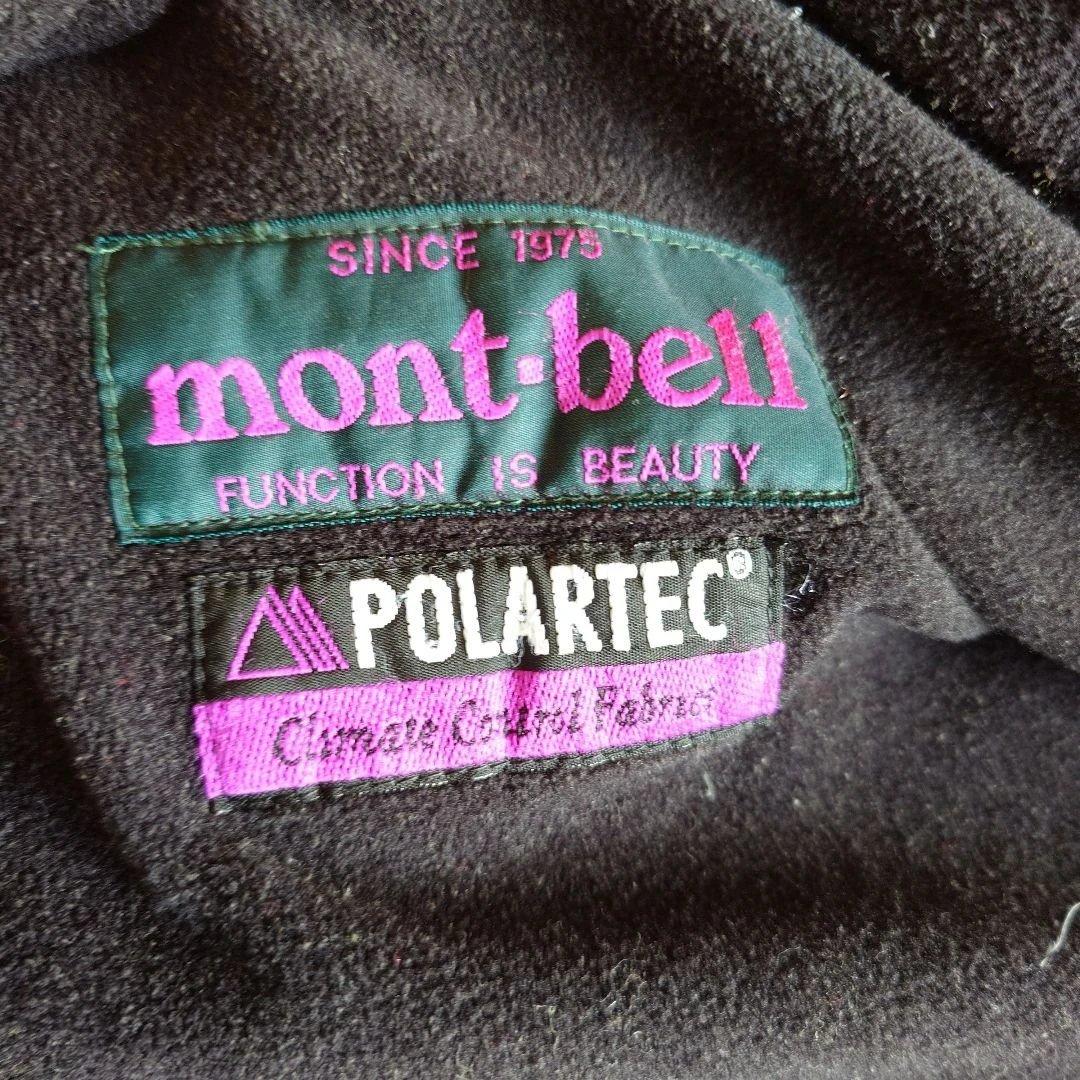 SINCE 1975
mont-bell
FUNCTION IS BEAUTY
POLARTEC®
Climate Control Fabrics